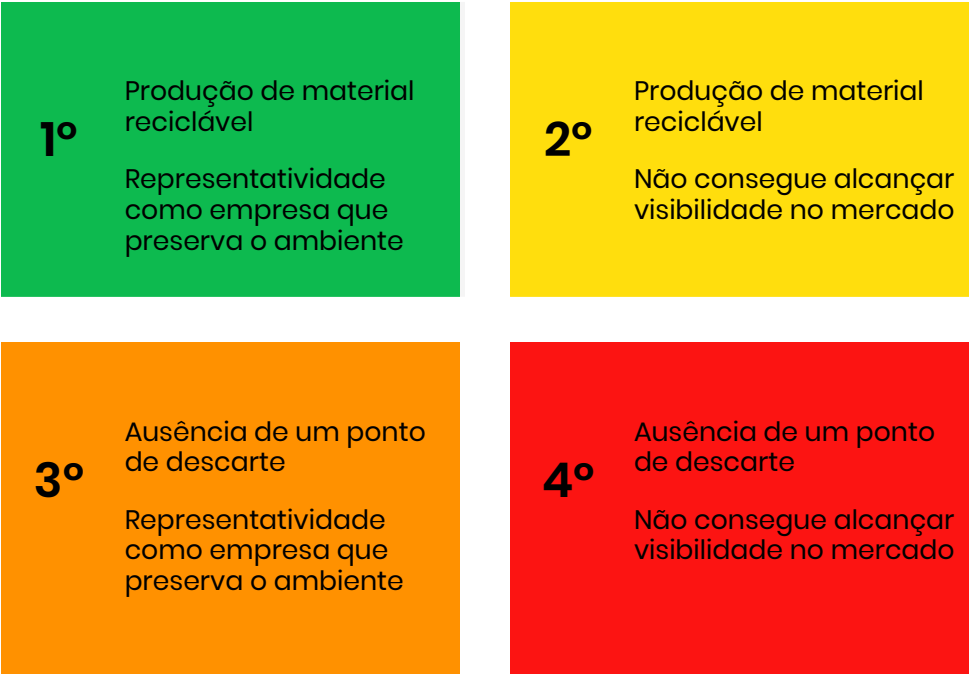 1º
Produção de material
reciclável
Representatividade
como empresa que
preserva o ambiente
2º
Produção de material
reciclável
Não consegue alcançar
visibilidade no mercado
3º
Ausência de um ponto
de descarte
Representatividade
como empresa que
preserva o ambiente
4º
Ausência de um ponto
de descarte
Não consegue alcançar
visibilidade no mercado